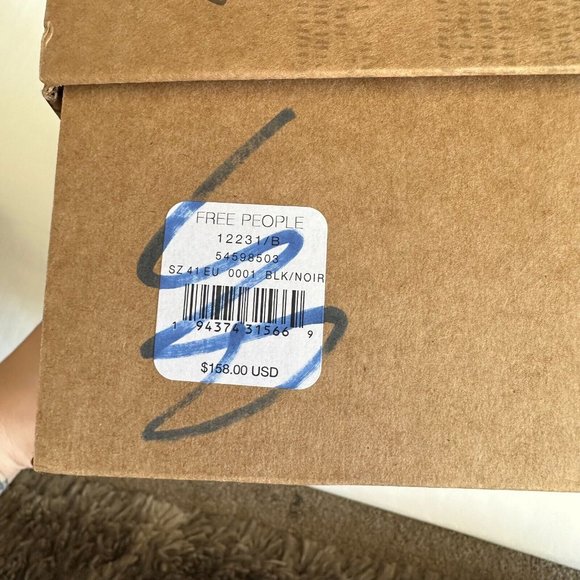 FREE PEOPLE
12231/B
54598503
SZ 41 EU 0001 BLK/NOIR
1 94374 31566 9
$158.00 USD